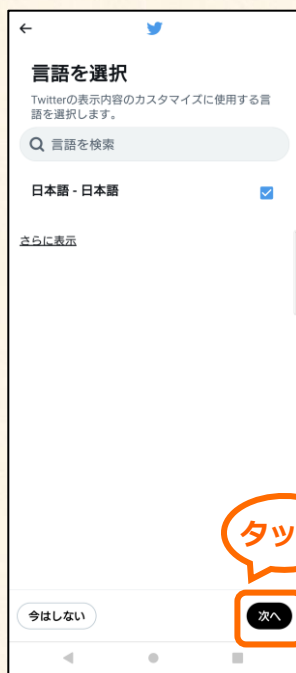 言語を選択
Twitterの表示内容のカスタマイズに使用する言
語を選択します。
言語を検索
日本語 - 日本語
さらに表示
タッ
今はしない
次へ